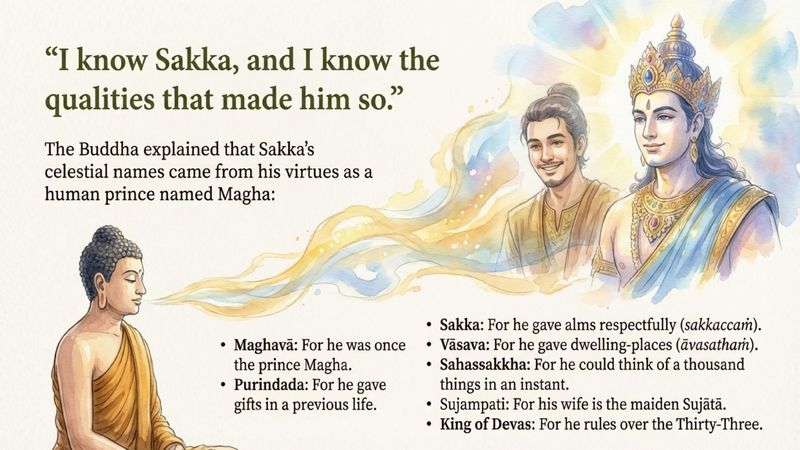 “I know Sakka, and I know the
qualities that made him so.”
The Buddha explained that Sakka’s
celestial names came from his virtues as a
human prince named Magha:
• Maghavā: For he was once
the prince Magha.
• Purindada: For he gave
gifts in a previous life.
• Sakka: For he gave alms respectfully (sakkaccaṁ).
• Vāsava: For he gave dwelling-places (āvasathaṁ).
• Sahassakkha: For he could think of a thousand
things in an instant.
• Sujampati: For his wife is the maiden Sujātā.
• King of Devas: For he rules over the Thirty-Three.